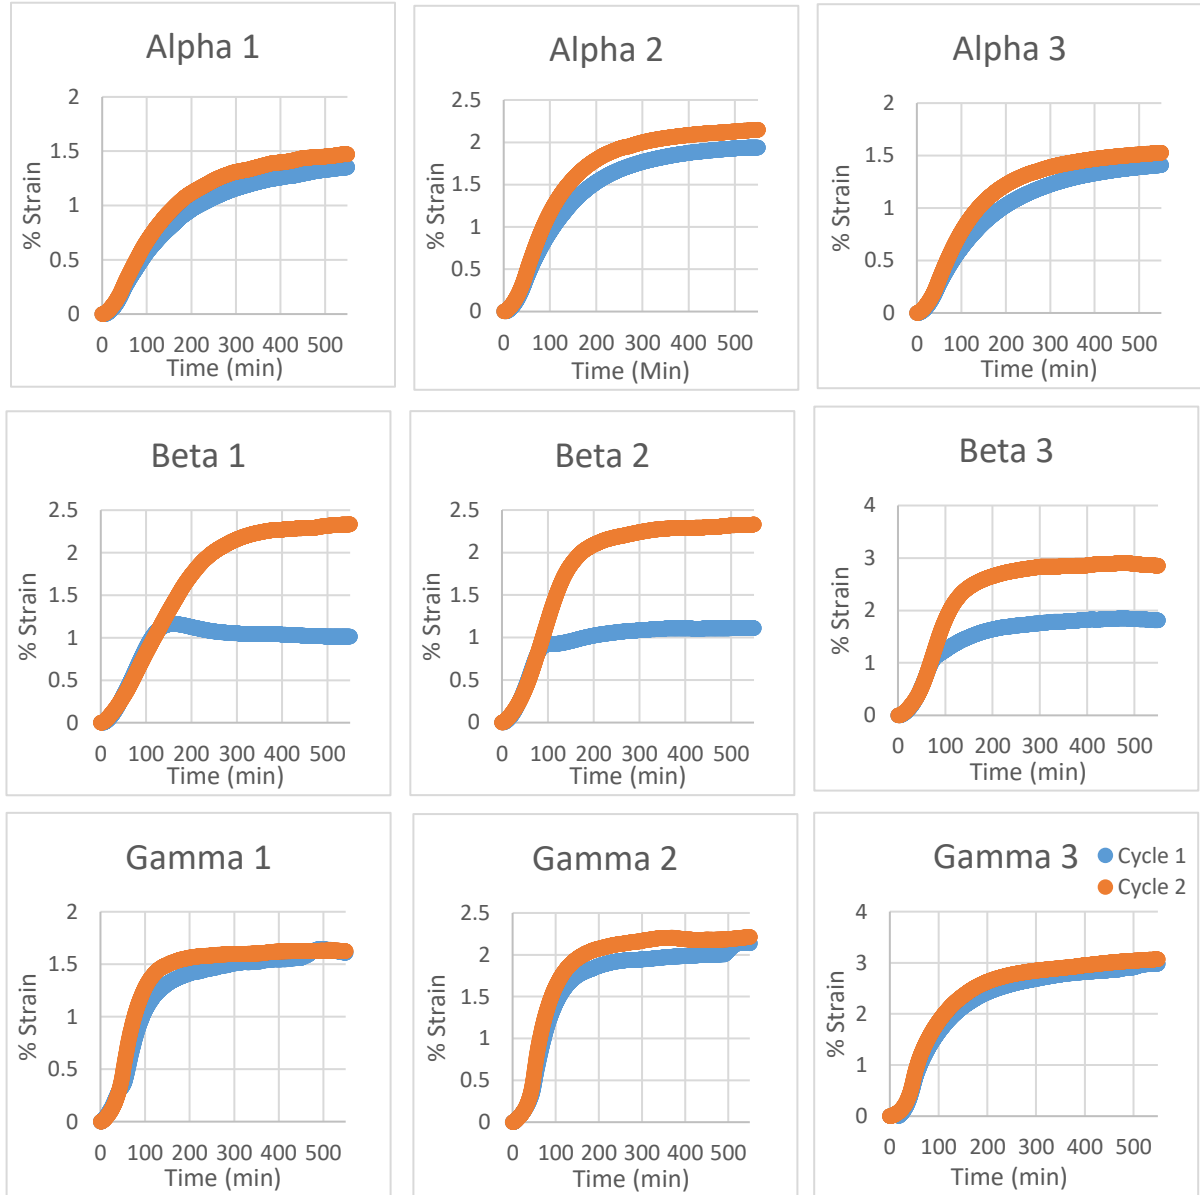 Alpha 1
2
1.5
1
0.5
0
% Strain
0 100 200 300 400 500
Time (min)
Alpha 2
2.5
2
1.5
1
0.5
0
% Strain
0 100 200 300 400 500
Time (Min)
Alpha 3
2
1.5
1
0.5
0
% Strain
0 100 200 300 400 500
Time (min)
Beta 1
2.5
2
1.5
1
0.5
0
% Strain
0 100 200 300 400 500
Time (min)
Beta 2
2.5
2
1.5
1
0.5
0
% Strain
0 100 200 300 400 500
Time (min)
Beta 3
4
3
2
1
0
% Strain
0 100 200 300 400 500
Time (min)
Gamma 1
2
1.5
1
0.5
0
% Strain
0 100 200 300 400 500
Time (min)
Gamma 2
2.5
2
1.5
1
0.5
0
% Strain
0 100 200 300 400 500
Time (min)
Gamma 3
Cycle 1
Cycle 2
4
3
2
1
0
% Strain
0 100 200 300 400 500
Time (min)